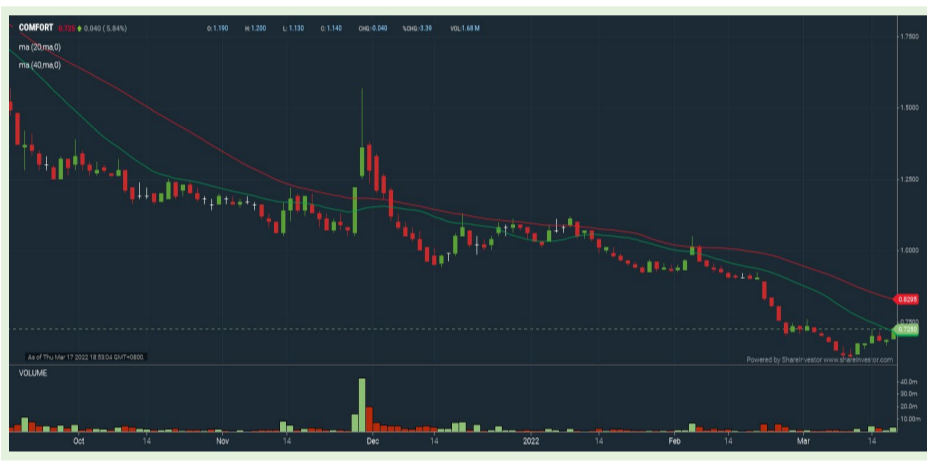 COMFORT 0.725 0.040 (5.84%) O:1.190 H:1.200 L:1.130 C:1.140 CHG:-0.040 %CHG:-3.39 VOL:1.68 M
ma (20,ma,0)
ma (40,ma,0)
1.7500
1.5000
1.2500
1.0000
0.8295
0.7500
0.7250
As of Thu Mar 17 2022 18:53:04 GMT+0800.
Powered by ShareInvestor www.shareinvestor.com
VOLUME
40.0m
30.0m
20.0m
10.00m
Oct 14 Nov 14 Dec 14 2022 14 Feb 14 Mar 14